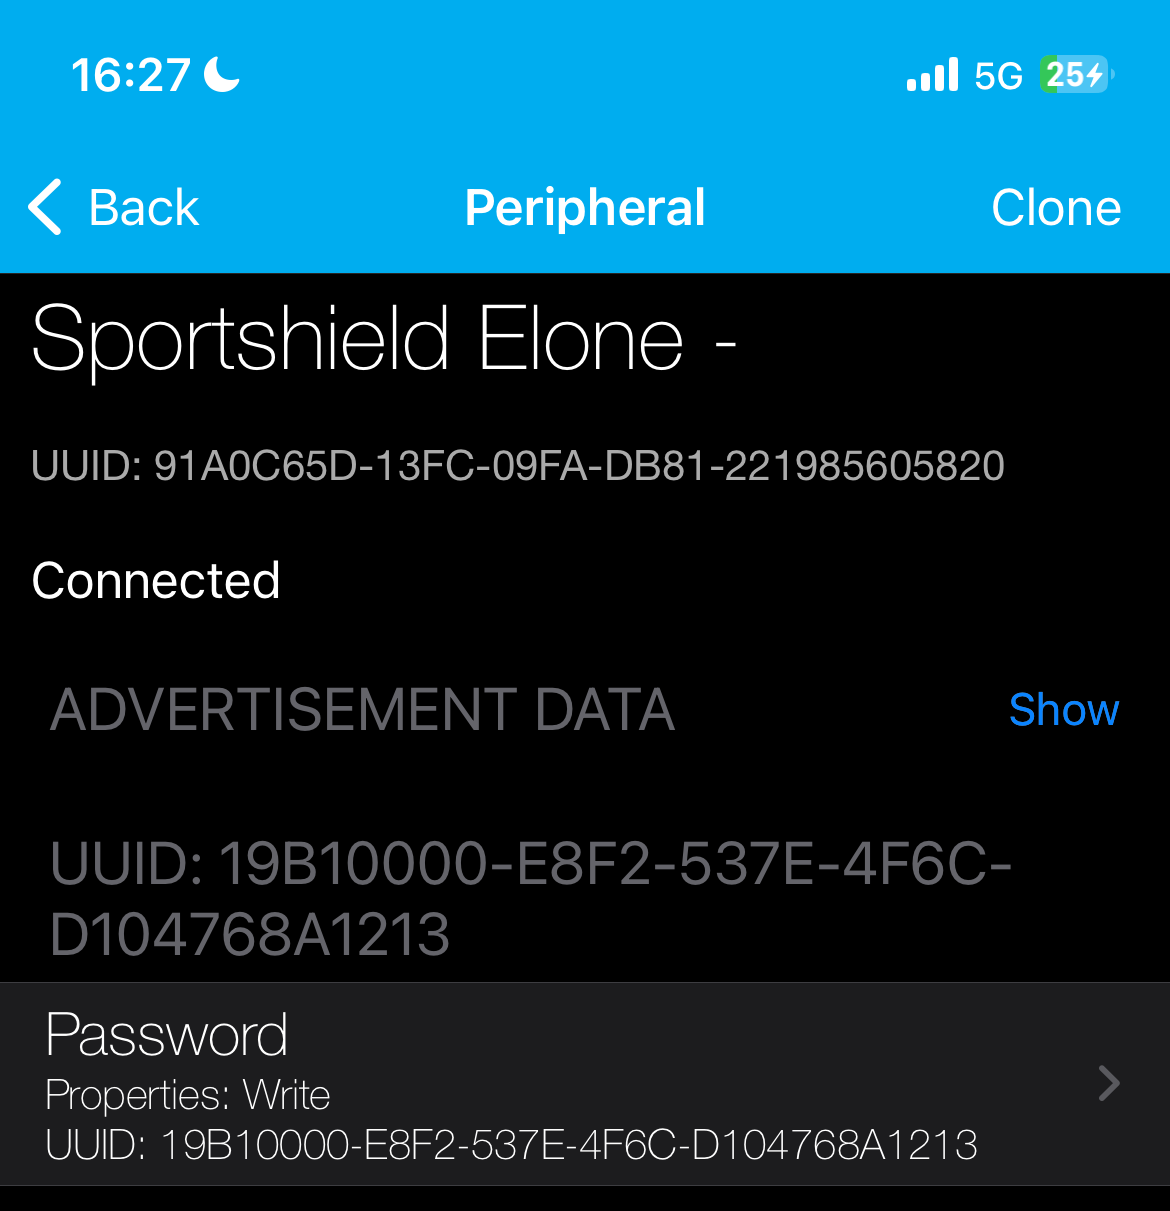 16:27 5G 25
Back Peripheral Clone
Sportshield Elone -
UUID: 91A0C65D-13FC-09FA-DB81-221985605820
Connected
ADVERTISEMENT DATA Show
UUID: 19B10000-E8F2-537E-4F6C-
D104768A1213
Password
Properties: Write
UUID: 19B10000-E8F2-537E-4F6C-D104768A1213